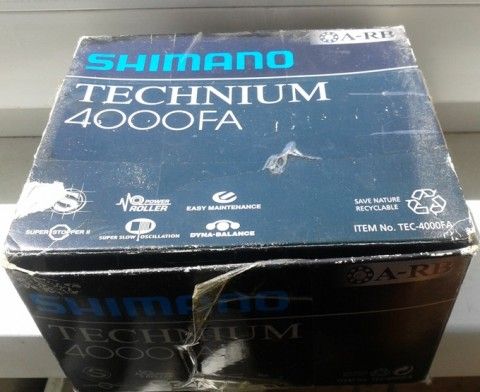 A-RB
SHIMANO
TECHNIUM
4000FA
POWER ROLLER
EASY MAINTENANCE
SAVE NATURE
RECYCLABLE
SUPER STOPPER II
SUPER SLOW OSCILLATION
DYNA-BALANCE
ITEM No. TEC-4000FA
A-RB
SHIMANO
TECHNIUM
4000FA